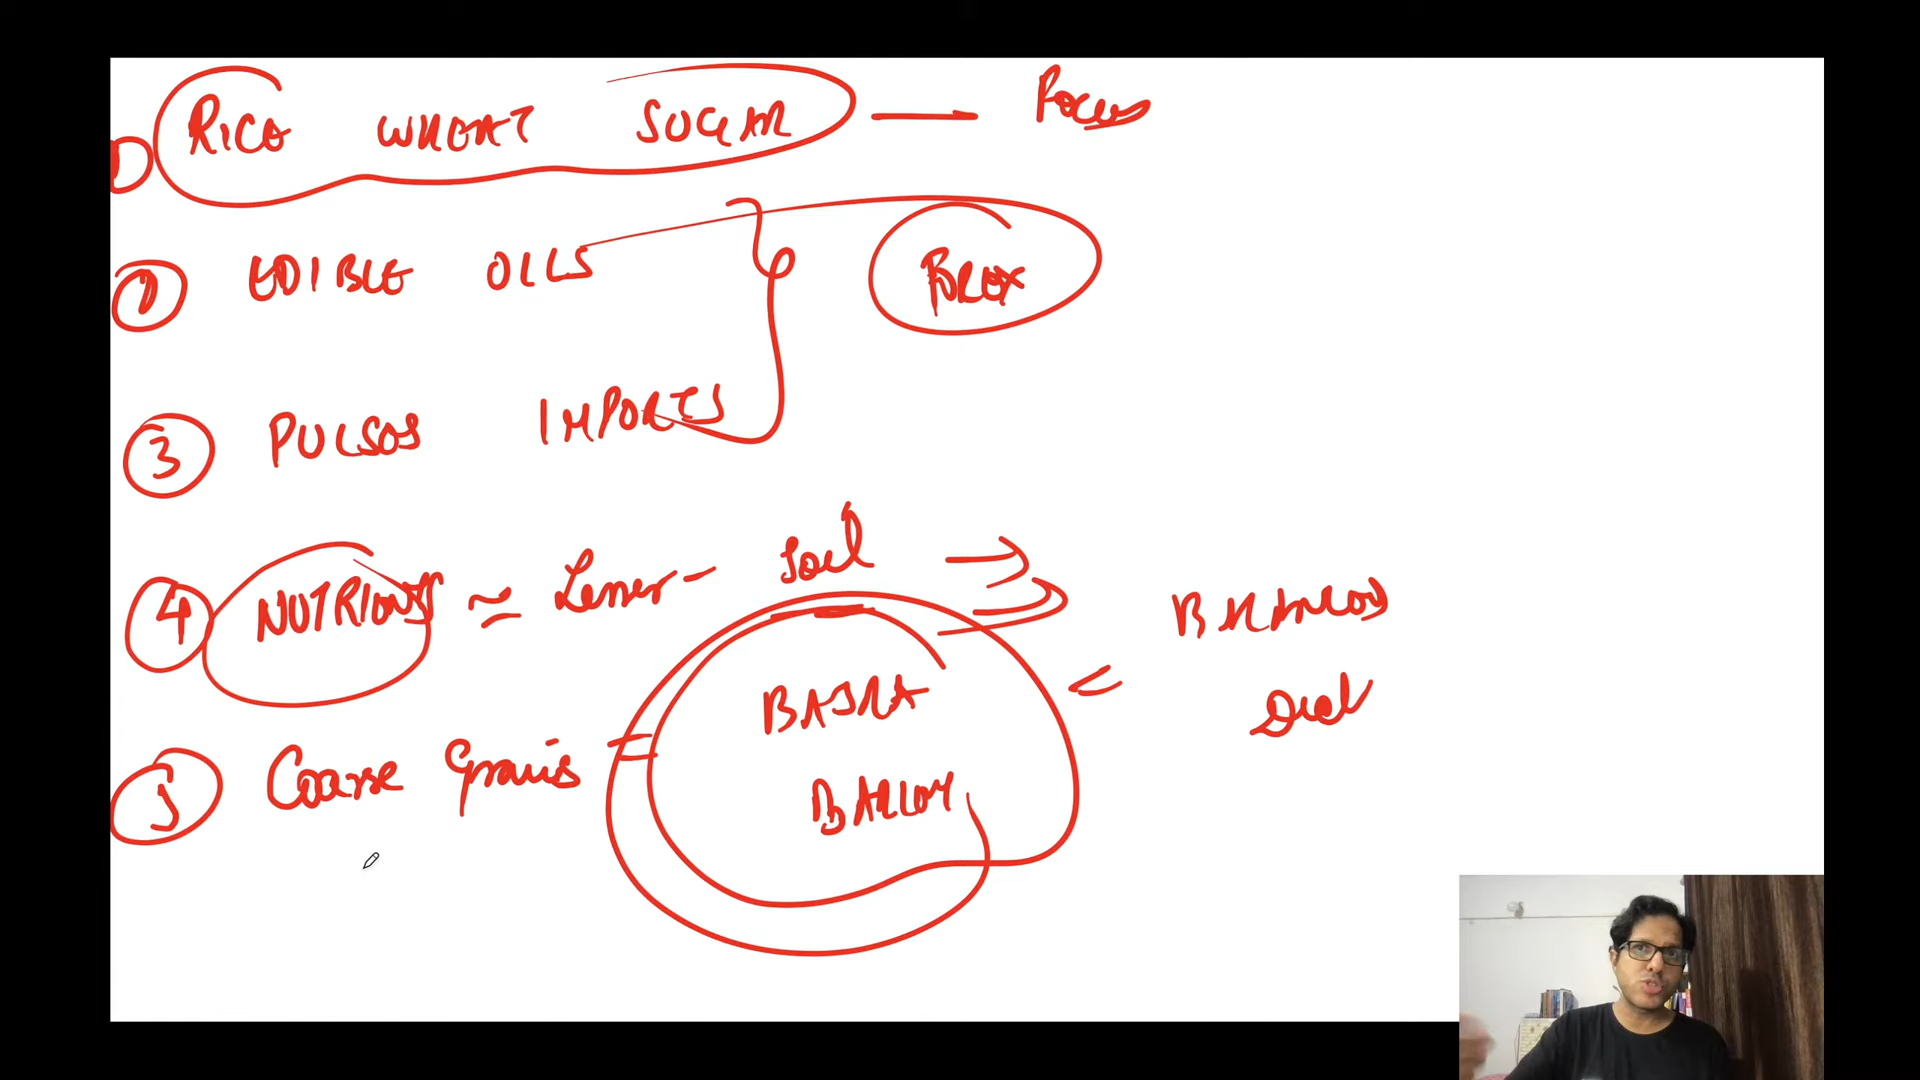 1 RICE WHEAT SUGAR — Focus
2 EDIBLE OILS Forex
3 PULSES IMPORTS
4 NUTRIENTS ≈ Lesser - Soil
BALANCED
Diet
5 Coarse Grains = BAJRA
BARLEY